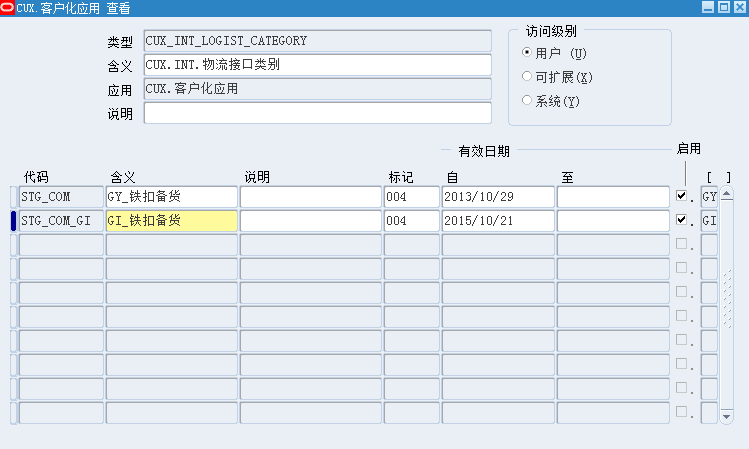 CUX.客户化应用 查看
类型 CUX_INT_LOGIST_CATEGORY
含义 CUX.INT.物流接口类别
应用 CUX.客户化应用
说明
访问级别
用户 (U)
可扩展(X)
系统(Y)
有效日期 启用
代码 含义 说明 标记 自 至 [ ]
STG_COM GY_铁扣备货 004 2013/10/29 . GY
STG_COM_GI GI_铁扣备货 004 2015/10/21 . GI